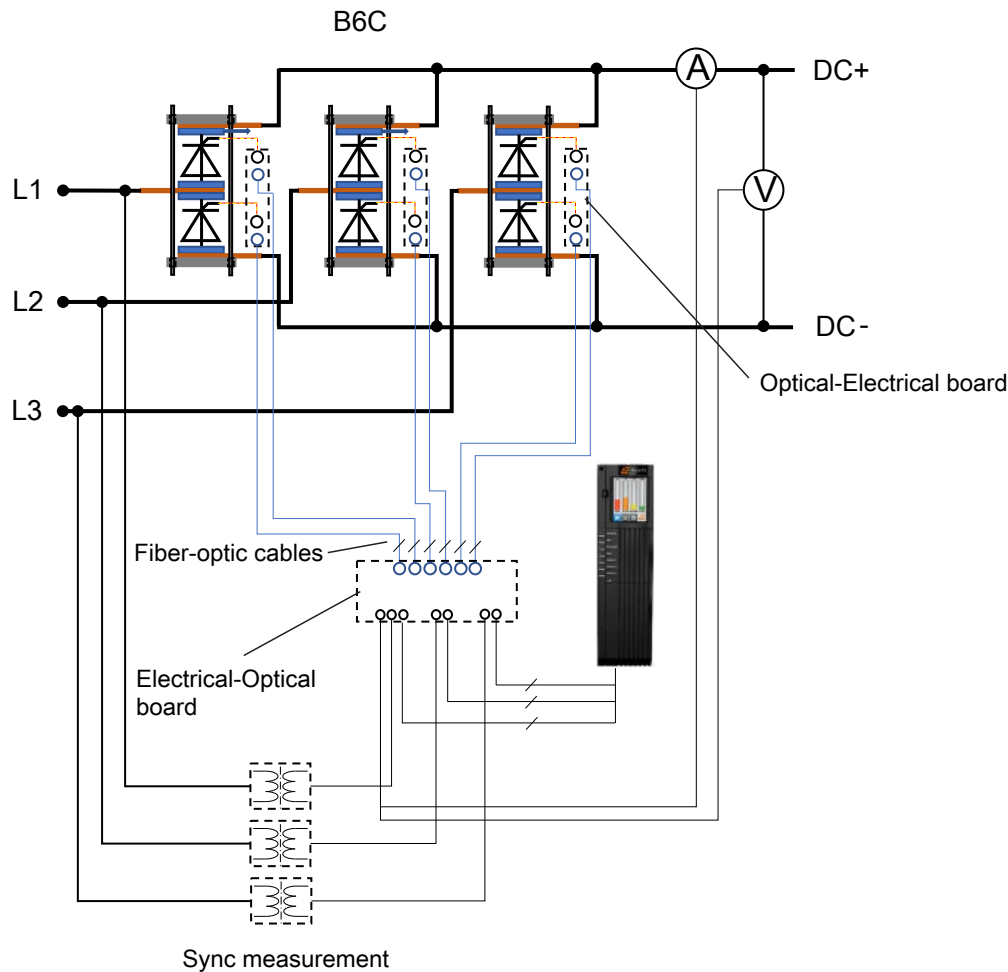 B6C
A
DC+
L1
V
L2
DC-
Optical-Electrical board
L3
Fiber-optic cables
Electrical-Optical
board
Sync measurement